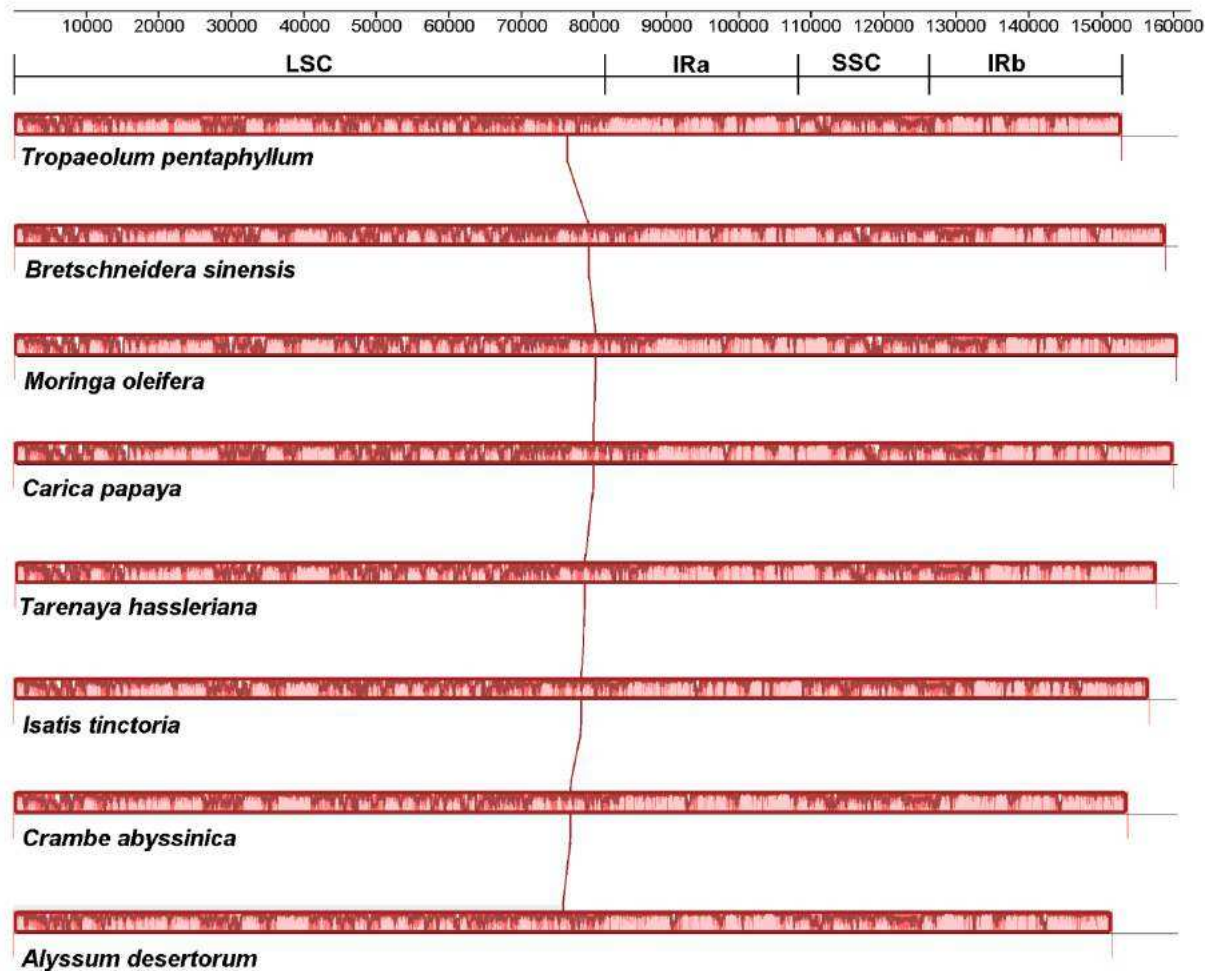 10000 20000 30000 40000 50000 60000 70000 80000 90000 100000 110000 120000 130000 140000 150000 160000
LSC IRa SSC IRb
Tropaeolum pentaphyllum
Bretschneidera sinensis
Moringa oleifera
Carica papaya
Tarenaya hassleriana
Isatis tinctoria
Crambe abyssinica
Alyssum desertorum